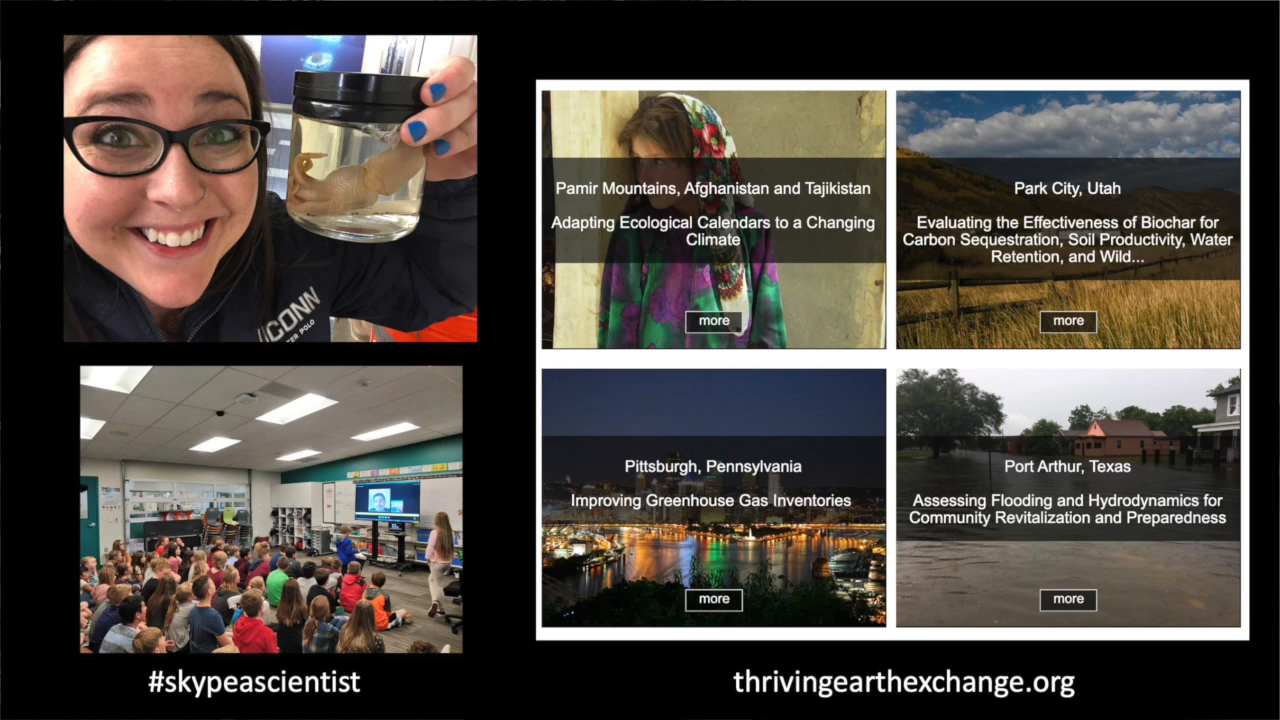 UCONN
#skypeascientist
Pamir Mountains, Afghanistan and Tajikistan
Adapting Ecological Calendars to a Changing
Climate
more
Park City, Utah
Evaluating the Effectiveness of Biochar for
Carbon Sequestration, Soil Productivity, Water
Retention, and Wild...
more
Pittsburgh, Pennsylvania
Improving Greenhouse Gas Inventories
more
Port Arthur, Texas
Assessing Flooding and Hydrodynamics for
Community Revitalization and Preparedness
more
thrivingearthexchange.org